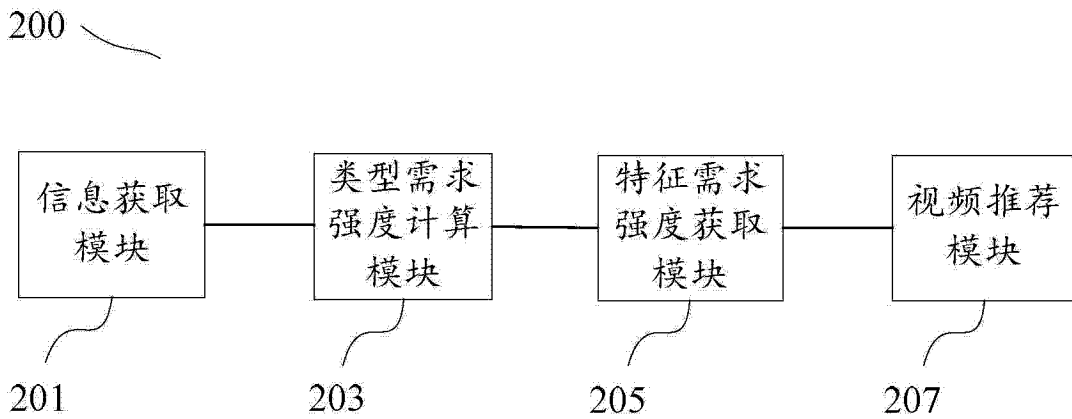 200
信息获取
模块
类型需求
强度计算
模块
特征需求
强度获取
模块
视频推荐
模块
201
203
205
207